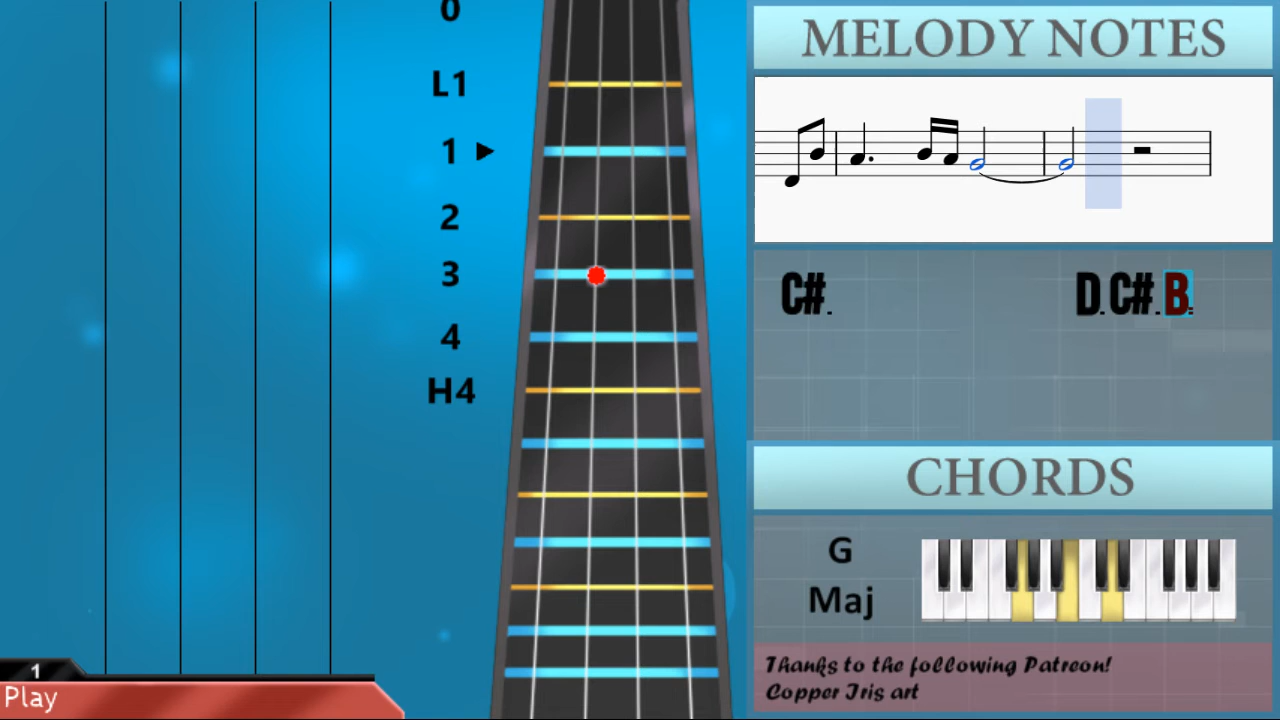 0
L1
1
2
3
4
H4
1
Play
MELODY NOTES
C#. D.C#.B.
CHORDS
G
Maj
Thanks to the following Patreon!
Copper Iris art